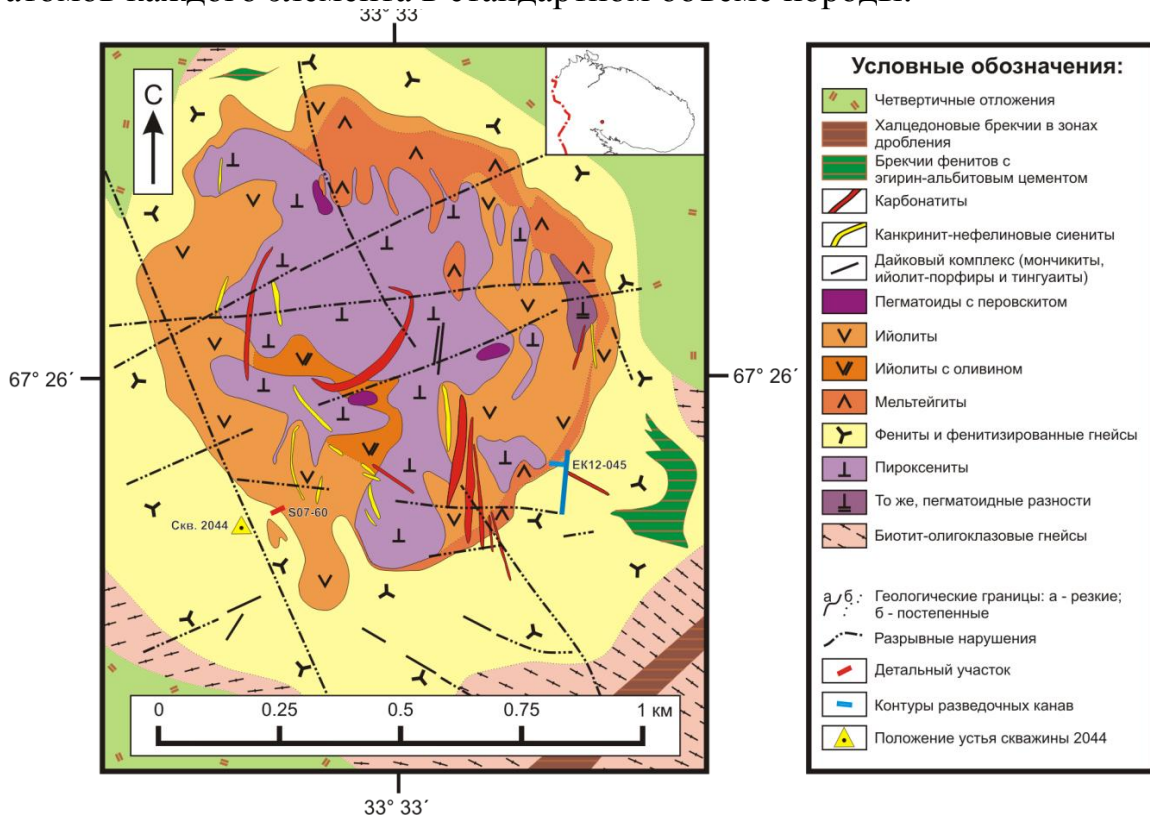 атомов каждого элемента в стандартном объеме породы.
33° 33´
С
67° 26´
67° 26´
ЕК12-045
S07-60
Скв. 2044
0 0.25 0.5 0.75 1 км
33° 33´
Условные обозначения:
Четвертичные отложения
Халцедоновые брекчии в зонах
дробления
Брекчии фенитов с
эгирин-альбитовым цементом
Карбонатиты
Канкринит-нефелиновые сиениты
Дайковый комплекс (мончикиты,
ийолит-порфиры и тингуаиты)
Пегматоиды с перовскитом
Ийолиты
Ийолиты с оливином
Мельтейгиты
Фениты и фенитизированные гнейсы
Пироксениты
То же, пегматоидные разности
Биотит-олигоклазовые гнейсы
а б Геологические границы: а - резкие;
б - постепенные
Разрывные нарушения
Детальный участок
Контуры разведочных канав
Положение устья скважины 2044